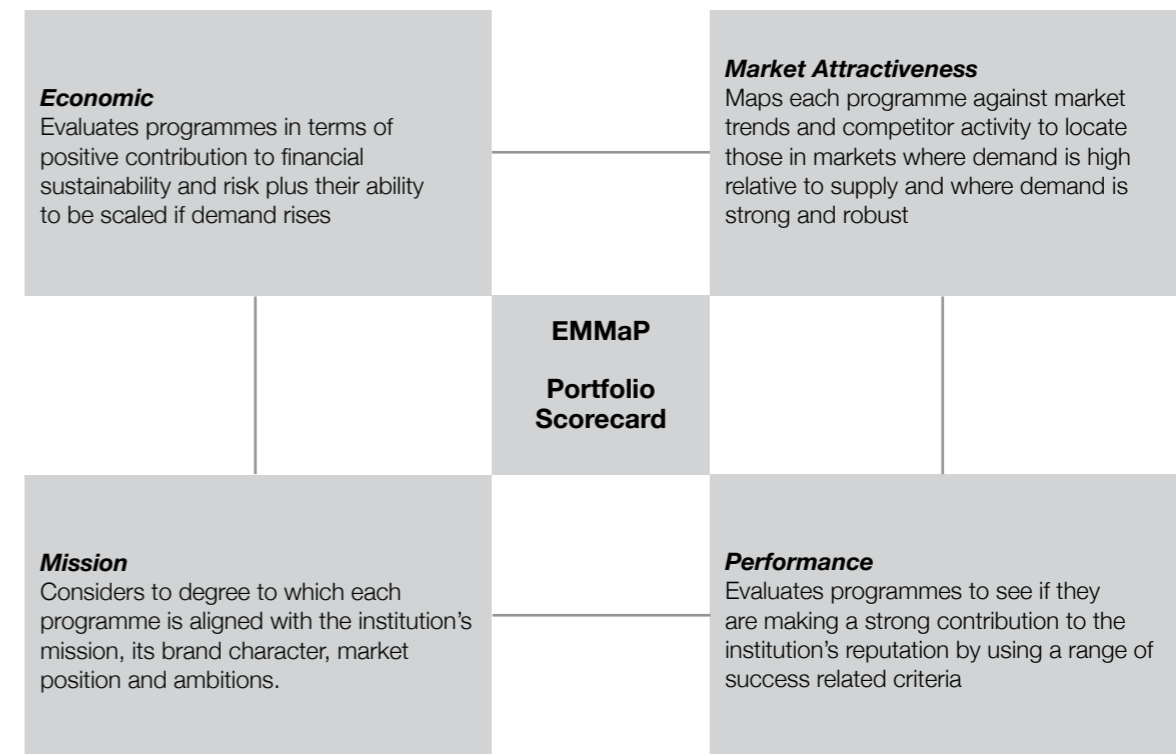 Economic
Evaluates programmes in terms of
positive contribution to financial
sustainability and risk plus their ability
to be scaled if demand rises
Market Attractiveness
Maps each programme against market
trends and competitor activity to locate
those in markets where demand is high
relative to supply and where demand is
strong and robust
EMMaP
Portfolio
Scorecard
Mission
Considers to degree to which each
programme is aligned with the institution’s
mission, its brand character, market
position and ambitions.
Performance
Evaluates programmes to see if they
are making a strong contribution to the
institution’s reputation by using a range of
success related criteria